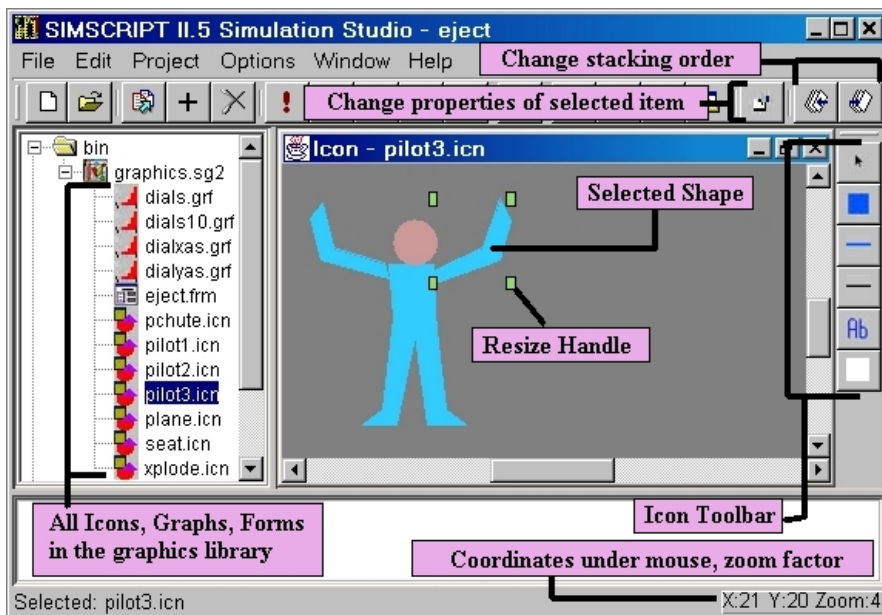 SIMSCRIPT II.5 Simulation Studio - eject
File Edit Project Options Window Help
Change stacking order
Change properties of selected item
bin
graphics.sg2
dials.grf
dials10.grf
dialxas.grf
dialyas.grf
eject.frm
pchute.icn
pilot1.icn
pilot2.icn
pilot3.icn
plane.icn
seat.icn
xplode.icn
Icon - pilot3.icn
Selected Shape
Resize Handle
Ab
All Icons, Graphs, Forms
in the graphics library
Icon Toolbar
Coordinates under mouse, zoom factor
Selected: pilot3.icn
X:21 Y:20 Zoom:4